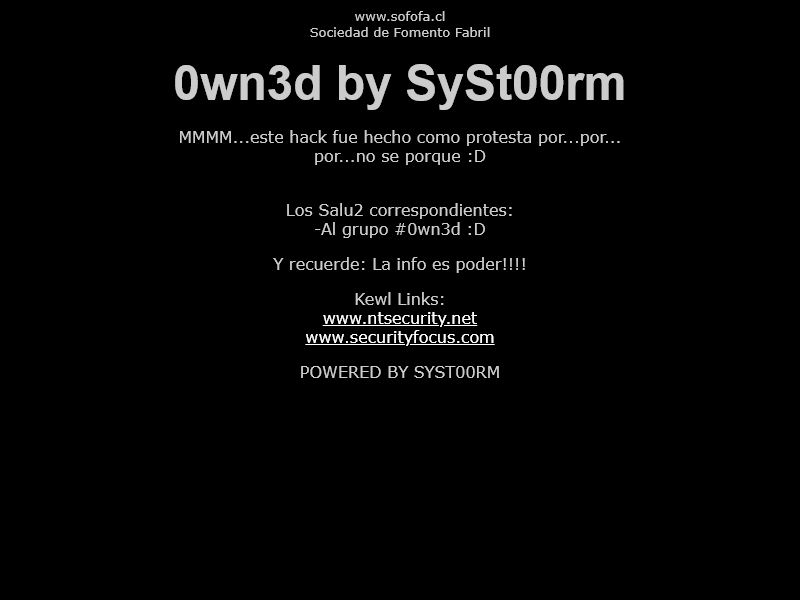 www.sofofa.cl
Sociedad de Fomento Fabril
0wn3d by SySt00rm
MMMM...este hack fue hecho como protesta por...por...
por...no se porque :D
Los Salu2 correspondientes:
-Al grupo #0wn3d :D
Y recuerde: La info es poder!!!!
Kewl Links:
www.ntsecurity.net
www.securityfocus.com
POWERED BY SYST00RM